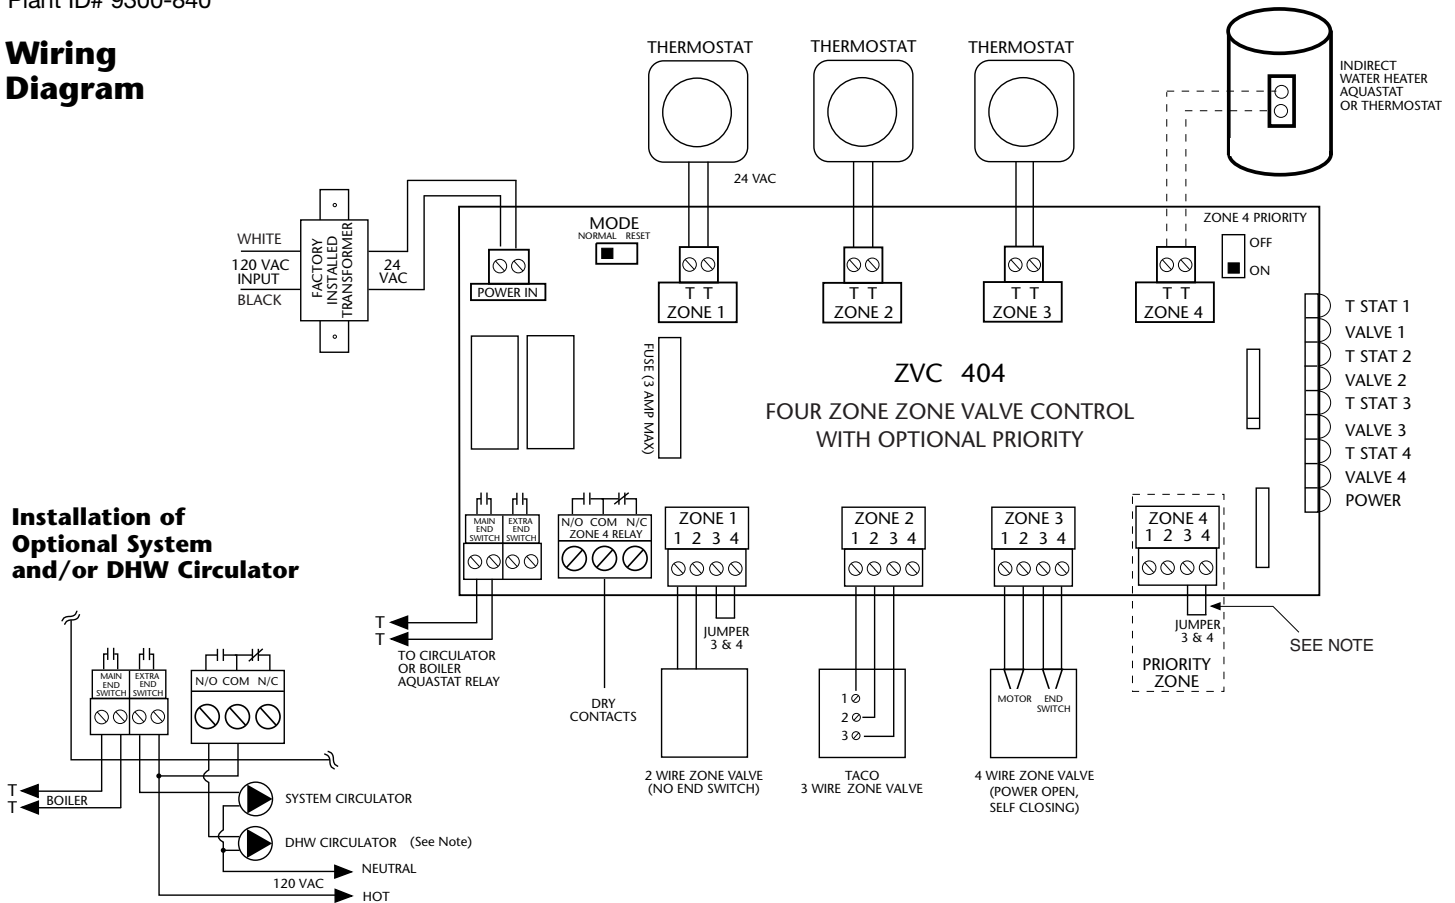 Plant ID# 9300-840
Wiring
Diagram
THERMOSTAT
THERMOSTAT
THERMOSTAT
INDIRECT
WATER HEATER
AQUASTAT
OR THERMOSTAT
24 VAC
WHITE
120 VAC
INPUT
BLACK
FACTORY
INSTALLED
TRANSFORMER
24
VAC
POWER IN
MODE
NORMAL RESET
T T
ZONE 1
T T
ZONE 2
T T
ZONE 3
T T
ZONE 4
ZONE 4 PRIORITY
OFF
ON
T STAT 1
VALVE 1
T STAT 2
VALVE 2
T STAT 3
VALVE 3
T STAT 4
VALVE 4
POWER
FUSE (3 AMP MAX)
ZVC 404
FOUR ZONE ZONE VALVE CONTROL
WITH OPTIONAL PRIORITY
MAIN
END
SWITCH
EXTRA
END
SWITCH
N/O COM N/C
ZONE 4 RELAY
ZONE 1
1 2 3 4
ZONE 2
1 2 3 4
ZONE 3
1 2 3 4
ZONE 4
1 2 3 4
T
T
TO CIRCULATOR
OR BOILER
AQUASTAT RELAY
DRY
CONTACTS
JUMPER
3 & 4
2 WIRE ZONE VALVE
(NO END SWITCH)
1
2
3
TACO
3 WIRE ZONE VALVE
MOTOR
END
SWITCH
4 WIRE ZONE VALVE
(POWER OPEN,
SELF CLOSING)
JUMPER
3 & 4
PRIORITY
ZONE
SEE NOTE
Installation of
Optional System
and/or DHW Circulator
MAIN
END
SWITCH
EXTRA
END
SWITCH
N/O COM N/C
T
T
BOILER
SYSTEM CIRCULATOR
DHW CIRCULATOR (See Note)
NEUTRAL
120 VAC
HOT